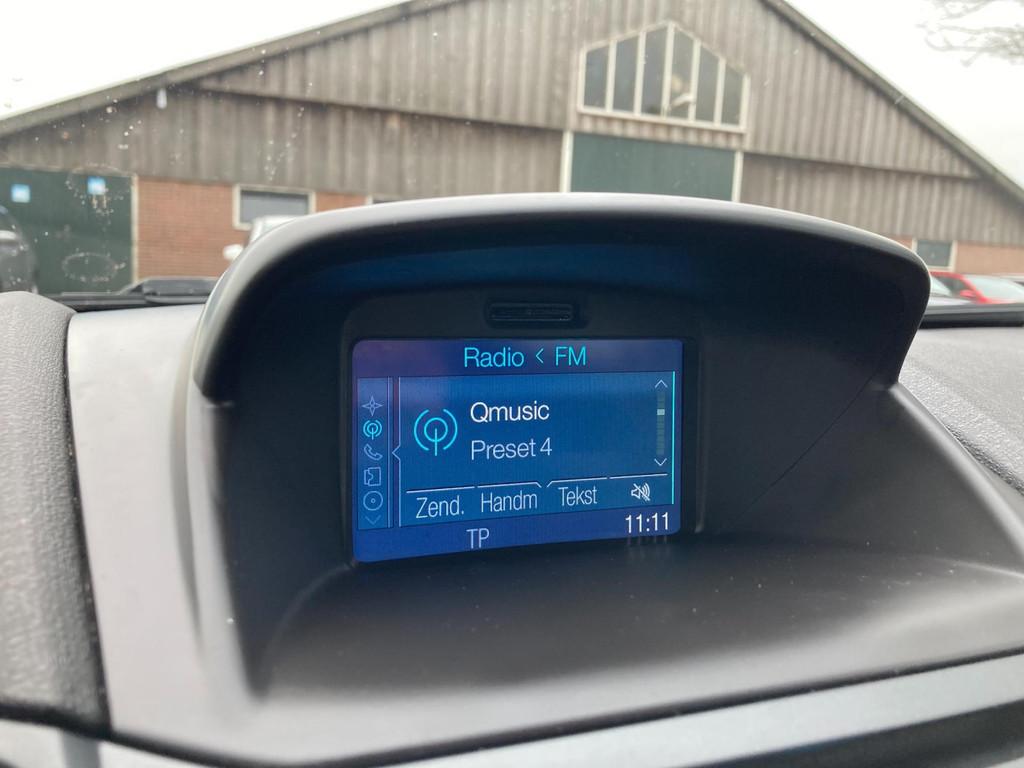 Radio < FM
Qmusic
Preset 4
Zend. Handm Tekst
TP 11:11